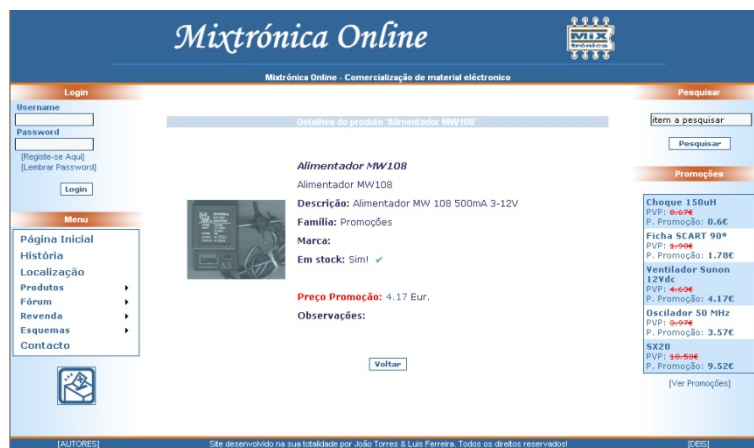 Mixtrónica Online
MIX
trónica
Mixtrónica Online - Comercialização de material eléctronico
Login
Username
Password
[Registe-se Aqui]
[Lembrar Password]
Login
Menu
Página Inicial
História
Localização
Produtos
Fórum
Revenda
Esquemas
Contacto
Detalhes do produto 'Alimentador MW108'
Alimentador MW108
Alimentador MW108
Descrição: Alimentador MW 108 500mA 3-12V
Família: Promoções
Marca:
Em stock: Sim!
Preço Promoção: 4.17 Eur.
Observações:
Voltar
Pesquisar
item a pesquisar
Pesquisar
Promoções
Choque 150uH
PVP: 0.67€
P. Promoção: 0.6€
Ficha SCART 90º
PVP: 1.90€
P. Promoção: 1.78€
Ventilador Sunon
12Vdc
PVP: 4.63€
P. Promoção: 4.17€
Oscilador 50 MHz
PVP: 3.97€
P. Promoção: 3.57€
SX20
PVP: 10.58€
P. Promoção: 9.52€
[Ver Promoções]
[AUTORES]
Site desenvolvido na sua totalidade por João Torres & Luis Ferreira. Todos os direitos reservados!
[DEIS]